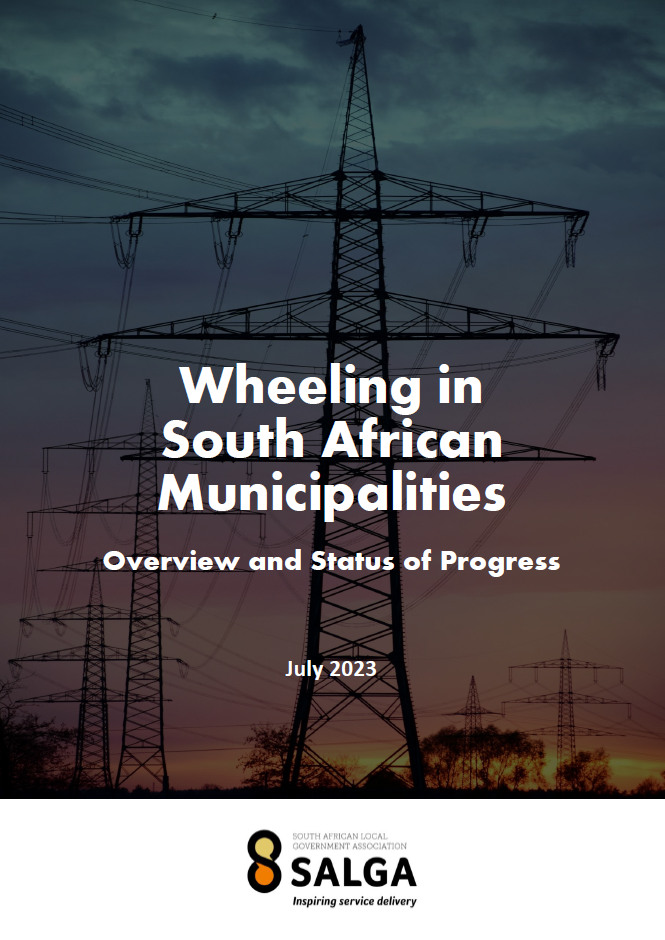 Wheeling in
South African
Municipalities
Overview and Status of Progress
July 2023
SOUTH AFRICAN LOCAL
GOVERNMENT ASSOCIATION
SALGA
Inspiring service delivery